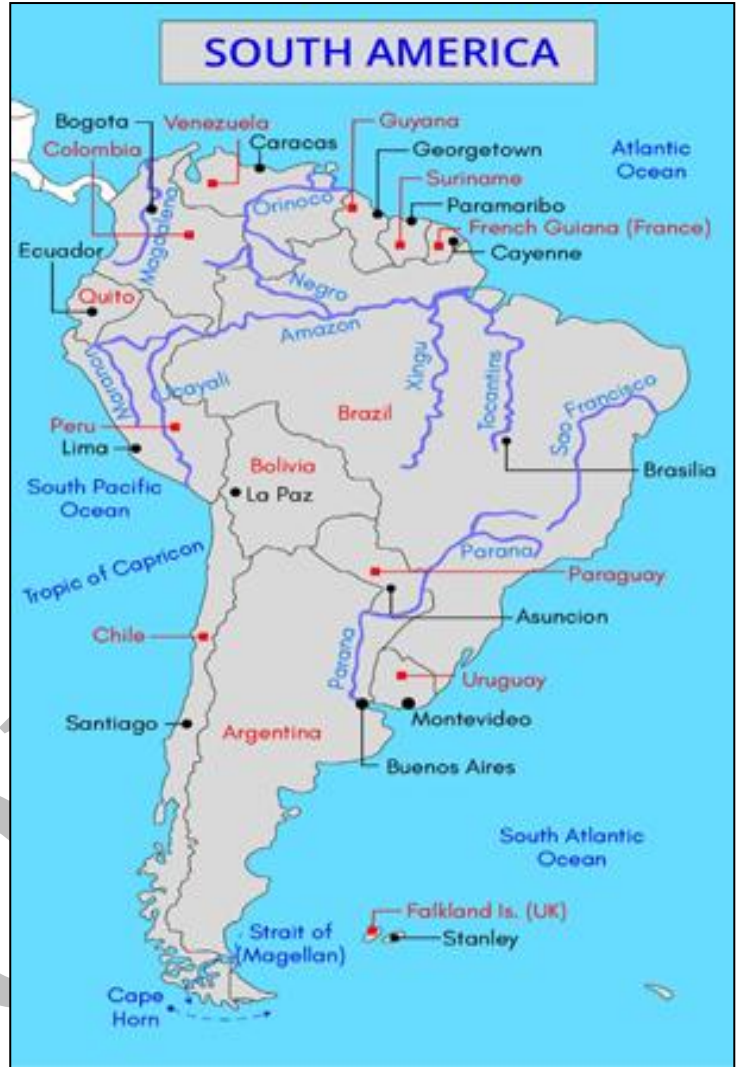 SOUTH AMERICA
Bogota
Venezuela
Guyana
Colombia
Caracas
Georgetown
Atlantic
Ocean
Suriname
Orinoco
Paramaribo
Magdalena
French Guiana (France)
Ecuador
Cayenne
Negro
Quito
Amazon
Maranon
Ucayali
Xingu
Tocantins
Sao Francisco
Peru
Brazil
Lima
Bolivia
Brasilia
South Pacific
Ocean
La Paz
Parana
Tropic of Capricon
Paraguay
Asuncion
Chile
Parana
Uruguay
Santiago
Argentina
Montevideo
Buenos Aires
South Atlantic
Ocean
Falkland Is. (UK)
Strait of
(Magellan)
Stanley
Cape
Horn